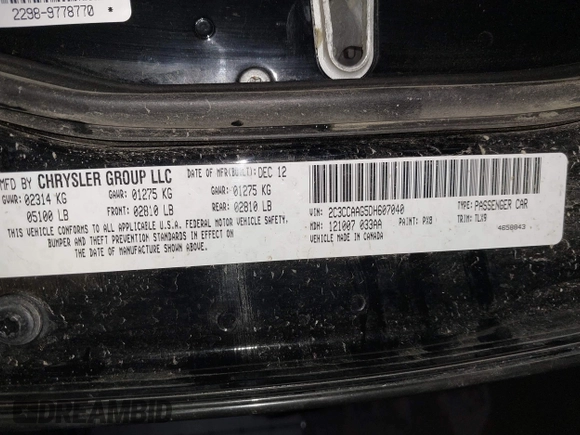 2298-9778770 *
MFD BY CHRYSLER GROUP LLC
DATE OF MFR(BUILT): DEC 12
GVWR: 02314 KG GAWR: 01275 KG GAWR: 01275 KG
05100 LB FRONT: 02810 LB REAR: 02810 LB
THIS VEHICLE CONFORMS TO ALL APPLICABLE U.S.A. FEDERAL MOTOR VEHICLE SAFETY,
BUMPER AND THEFT PREVENTION STANDARDS IN EFFECT ON
THE DATE OF MANUFACTURE SHOWN ABOVE.
VIN: 2C3CCAAG5DH607040 TYPE: PASSENGER CAR
MDH: 121007 033AA PAINT: PX8 TRIM: TLX9
VEHICLE MADE IN CANADA 4658843
DREAMBID